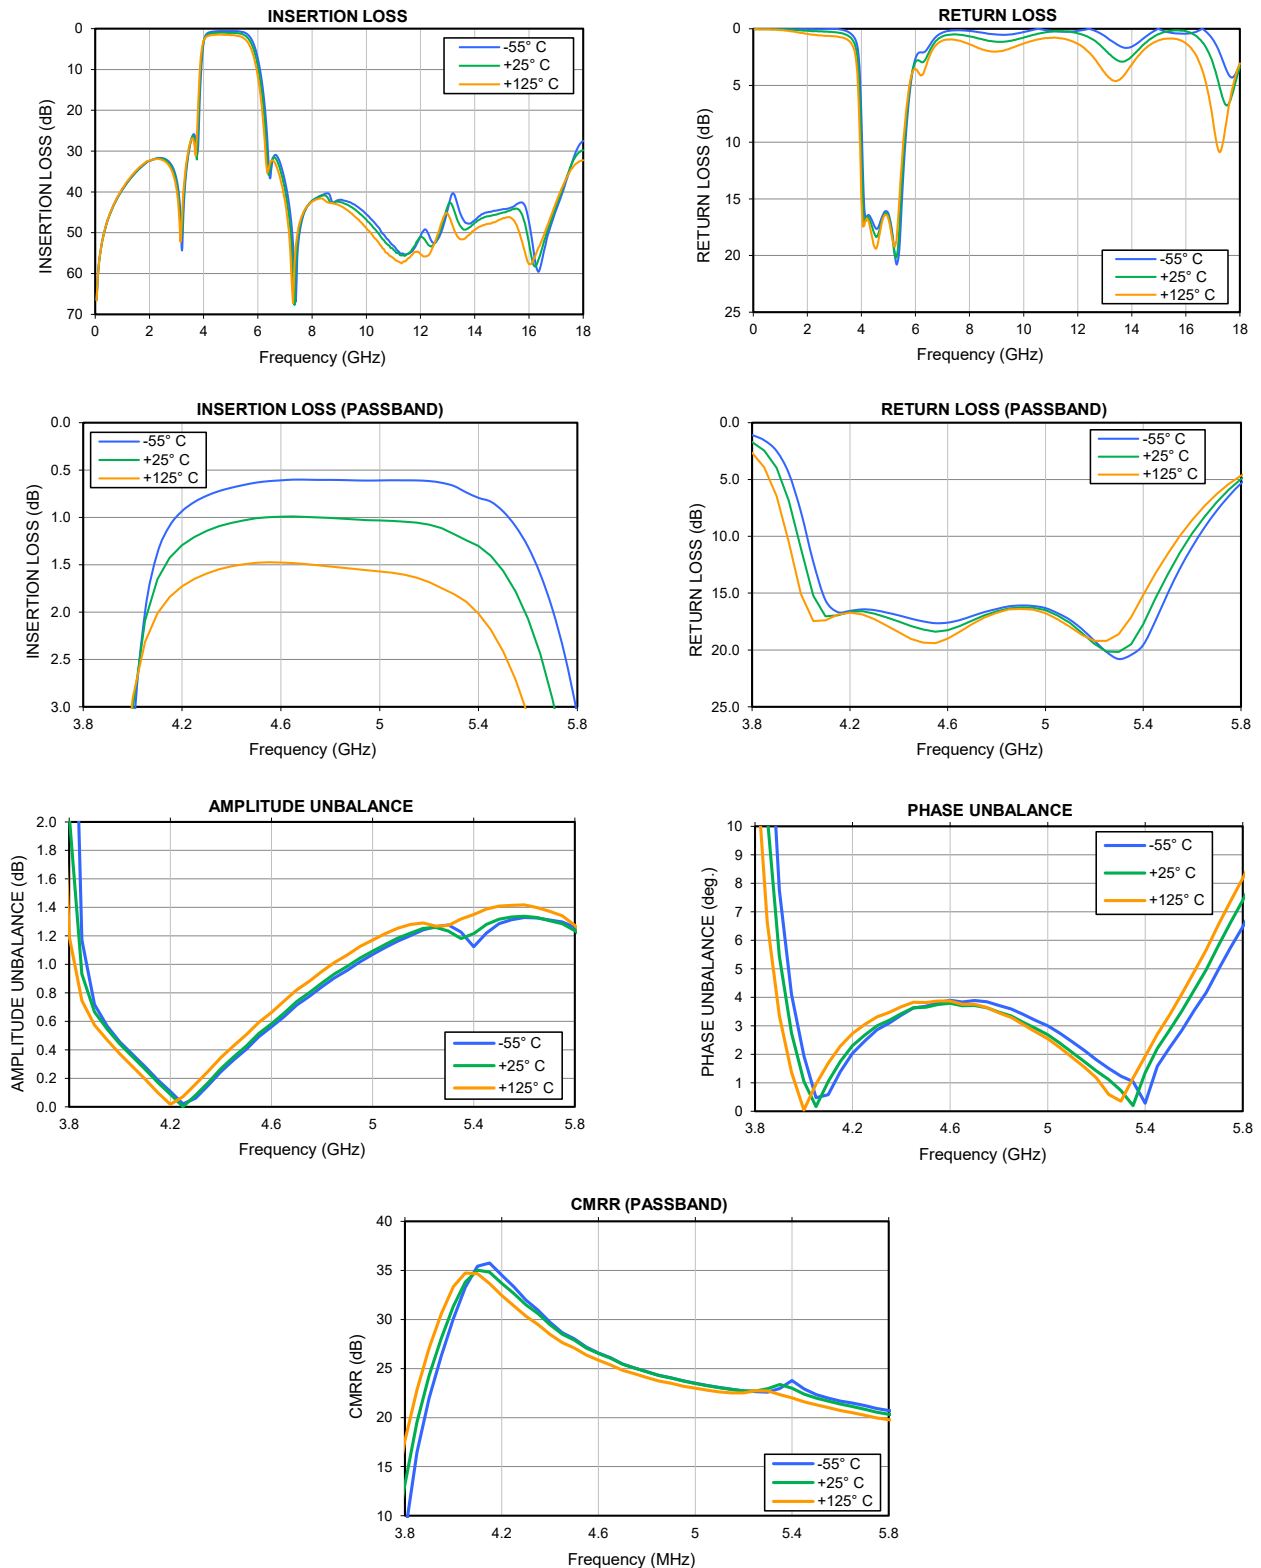 INSERTION LOSS
INSERTION LOSS (dB)
0
10
20
30
40
50
60
70
0 2 4 6 8 10 12 14 16 18
Frequency (GHz)
-55° C
+25° C
+125° C
RETURN LOSS
RETURN LOSS (dB)
0
5
10
15
20
25
0 2 4 6 8 10 12 14 16 18
Frequency (GHz)
-55° C
+25° C
+125° C
INSERTION LOSS (PASSBAND)
INSERTION LOSS (dB)
0.0
0.5
1.0
1.5
2.0
2.5
3.0
3.8 4.2 4.6 5 5.4 5.8
Frequency (GHz)
-55° C
+25° C
+125° C
RETURN LOSS (PASSBAND)
RETURN LOSS (dB)
0.0
5.0
10.0
15.0
20.0
25.0
3.8 4.2 4.6 5 5.4 5.8
Frequency (GHz)
-55° C
+25° C
+125° C
AMPLITUDE UNBALANCE
AMPLITUDE UNBALANCE (dB)
2.0
1.8
1.6
1.4
1.2
1.0
0.8
0.6
0.4
0.2
0.0
3.8 4.2 4.6 5 5.4 5.8
Frequency (GHz)
-55° C
+25° C
+125° C
PHASE UNBALANCE
PHASE UNBALANCE (deg.)
10
9
8
7
6
5
4
3
2
1
0
3.8 4.2 4.6 5 5.4 5.8
Frequency (GHz)
-55° C
+25° C
+125° C
CMRR (PASSBAND)
CMRR (dB)
40
35
30
25
20
15
10
3.8 4.2 4.6 5 5.4 5.8
Frequency (MHz)
-55° C
+25° C
+125° C